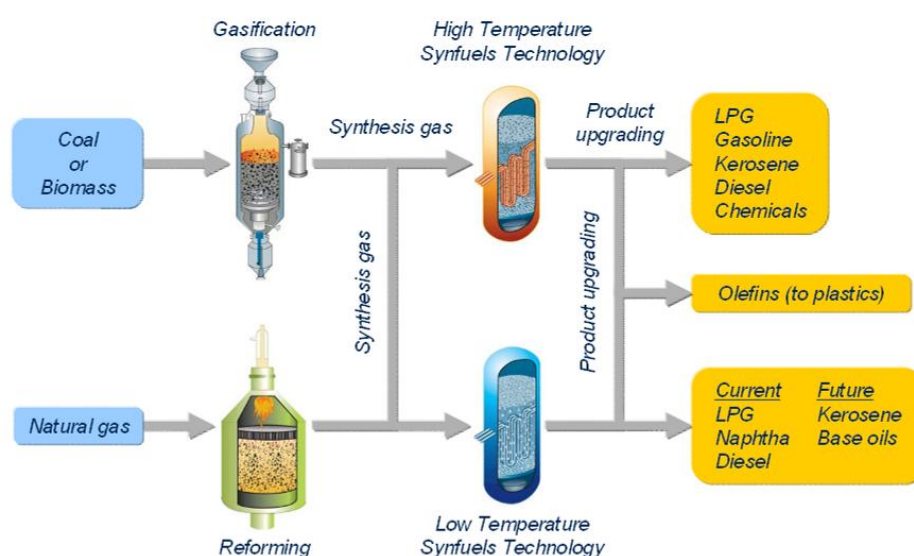 Gasification
High Temperature
Synfuels Technology
Coal
or
Biomass
Synthesis gas
Product
upgrading
LPG
Gasoline
Kerosene
Diesel
Chemicals
Synthesis gas
Product upgrading
Olefins (to plastics)
Natural gas
Current Future
LPG Kerosene
Naphtha Base oils
Diesel
Reforming
Low Temperature
Synfuels Technology